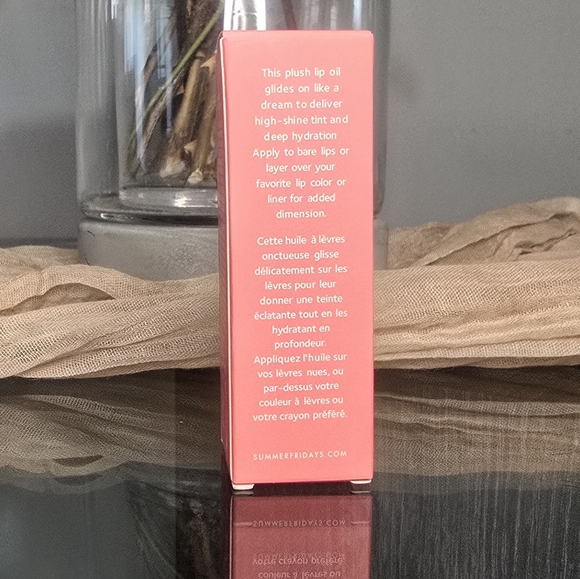 This plush lip oil
glides on like a
dream to deliver
high-shine tint and
deep hydration
Apply to bare lips or
layer over your
favorite lip color or
liner for added
dimension.
Cette huile à lèvres
onctueuse glisse
délicatement sur les
lèvres pour leur
donner une teinte
éclatante tout en les
hydratant en
profondeur.
Appliquez l'huile sur
vos lèvres nues, ou
par-dessus votre
couleur à lèvres ou
votre crayon préféré.
SUMMERFRIDAYS.COM